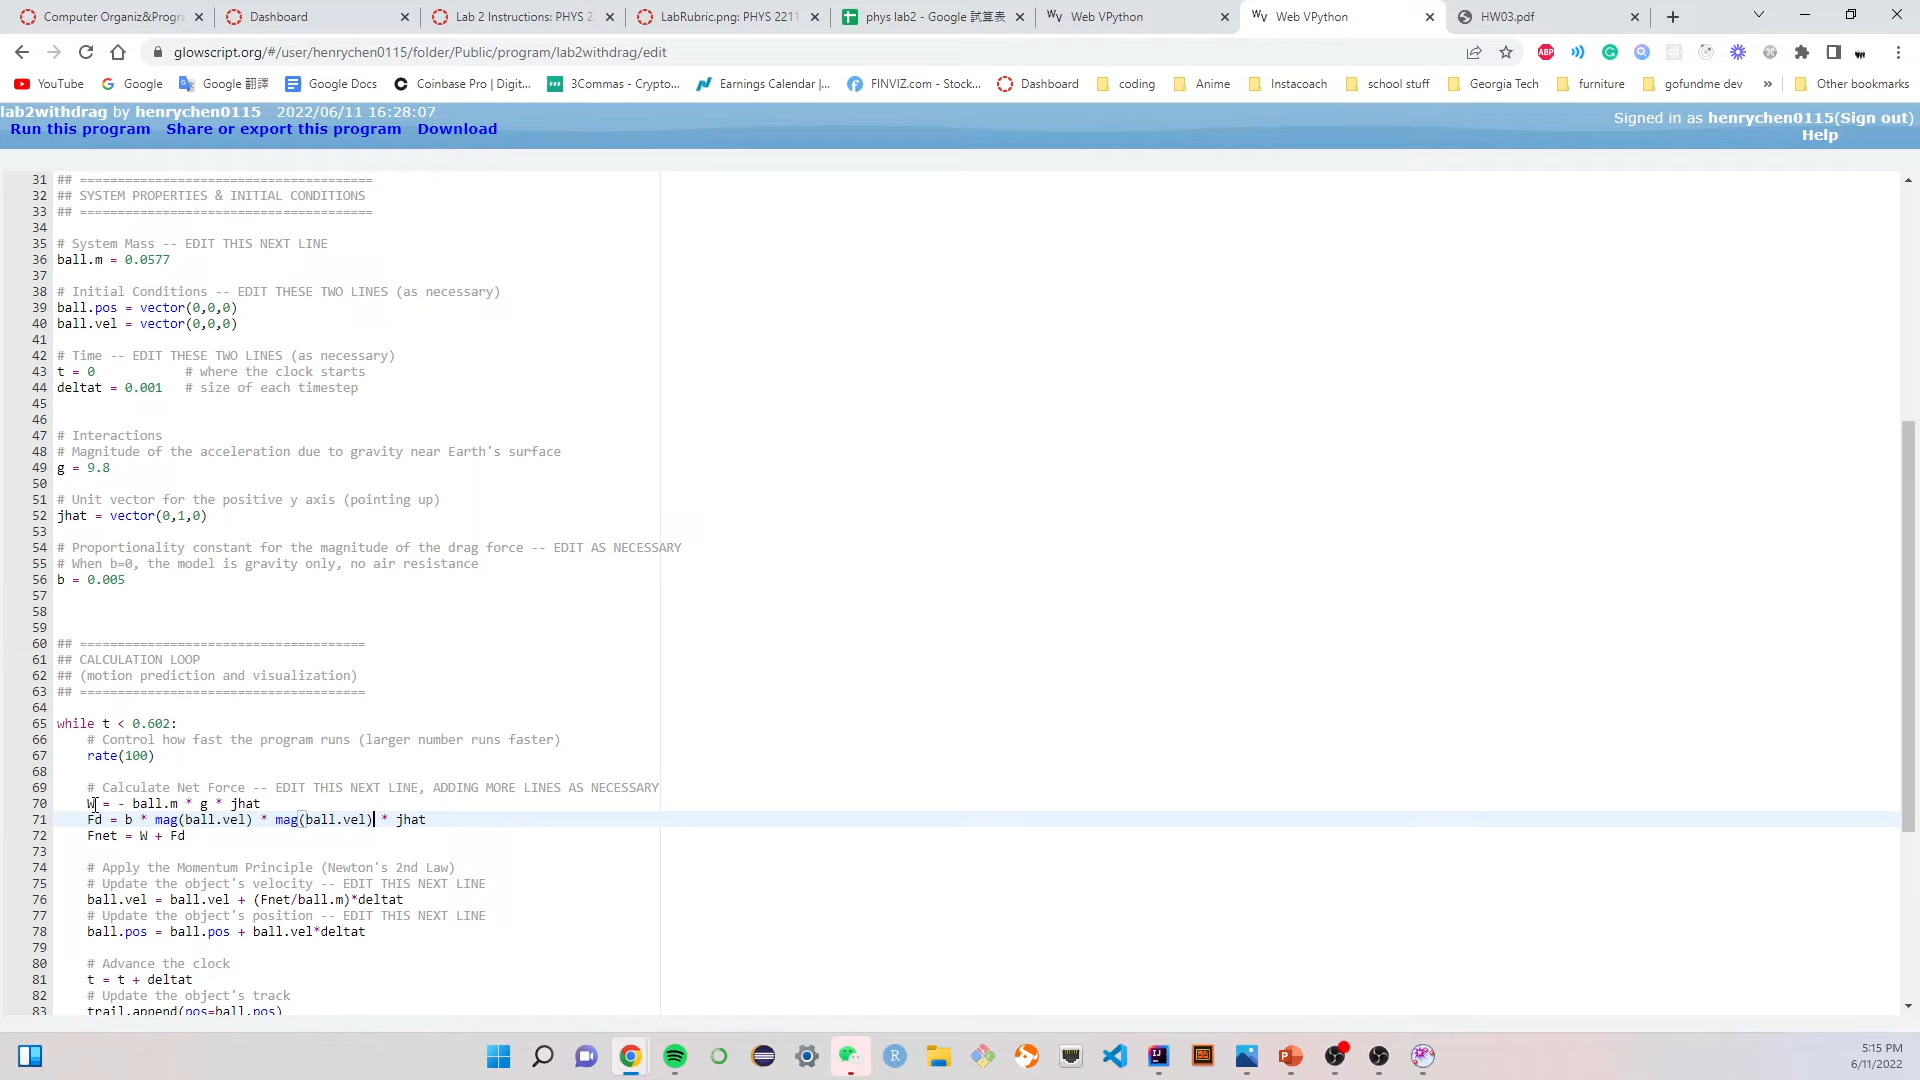 Computer Organiz&Progra
Dashboard
Lab 2 Instructions: PHYS 2
LabRubric.png: PHYS 2211
phys lab2 - Google 試算表
Web VPython
Web VPython
HW03.pdf
glowscript.org/#/user/henrychen0115/folder/Public/program/lab2withdrag/edit
YouTube
Google
Google 翻譯
Google Docs
Coinbase Pro | Digit...
3Commas - Crypto...
Earnings Calendar |...
FINVIZ.com - Stock...
Dashboard
coding
Anime
Instacoach
school stuff
Georgia Tech
furniture
gofundme dev
»
Other bookmarks
lab2withdrag by henrychen0115 2022/06/11 16:28:07
Run this program Share or export this program Download
Signed in as henrychen0115(Sign out)
Help
31 ## =======================================
32 ## SYSTEM PROPERTIES & INITIAL CONDITIONS
33 ## =======================================
34
35 # System Mass -- EDIT THIS NEXT LINE
36 ball.m = 0.0577
37
38 # Initial Conditions -- EDIT THESE TWO LINES (as necessary)
39 ball.pos = vector(0,0,0)
40 ball.vel = vector(0,0,0)
41
42 # Time -- EDIT THESE TWO LINES (as necessary)
43 t = 0 # where the clock starts
44 deltat = 0.001 # size of each timestep
45
46
47 # Interactions
48 # Magnitude of the acceleration due to gravity near Earth's surface
49 g = 9.8
50
51 # Unit vector for the positive y axis (pointing up)
52 jhat = vector(0,1,0)
53
54 # Proportionality constant for the magnitude of the drag force -- EDIT AS NECESSARY
55 # When b=0, the model is gravity only, no air resistance
56 b = 0.005
57
58
59
60 ## ======================================
61 ## CALCULATION LOOP
62 ## (motion prediction and visualization)
63 ## ======================================
64
65 while t < 0.602:
66 # Control how fast the program runs (larger number runs faster)
67 rate(100)
68
69 # Calculate Net Force -- EDIT THIS NEXT LINE, ADDING MORE LINES AS NECESSARY
70 W = - ball.m * g * jhat
71 Fd = b * mag(ball.vel) * mag(ball.vel) * jhat
72 Fnet = W + Fd
73
74 # Apply the Momentum Principle (Newton's 2nd Law)
75 # Update the object's velocity -- EDIT THIS NEXT LINE
76 ball.vel = ball.vel + (Fnet/ball.m)*deltat
77 # Update the object's position -- EDIT THIS NEXT LINE
78 ball.pos = ball.pos + ball.vel*deltat
79
80 # Advance the clock
81 t = t + deltat
82 # Update the object's track
83 trail.append(pos=ball.pos)
5:15 PM
6/11/2022